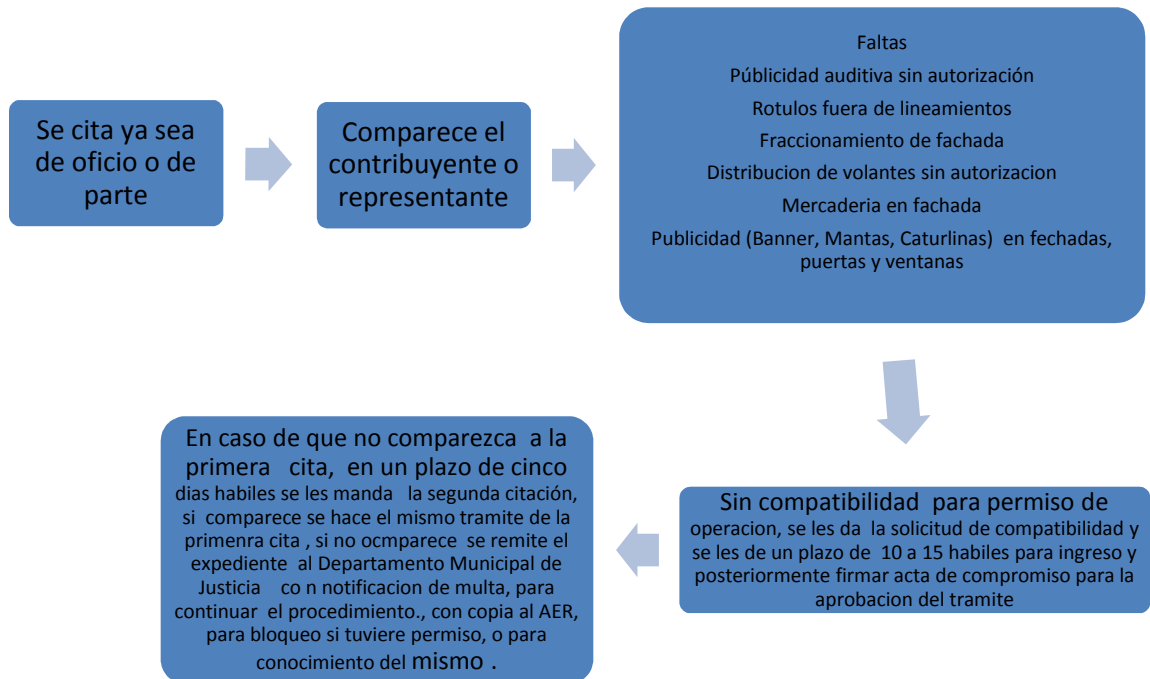 Se cita ya sea
de oficio o de
parte
Comparece el
contribuyente o
representante
Faltas
Públicidad auditiva sin autorización
Rotulos fuera de lineamientos
Fraccionamiento de fachada
Distribucion de volantes sin autorizacion
Mercaderia en fachada
Publicidad (Banner, Mantas, Caturlinas) en fechadas,
puertas y ventanas
Sin compatibilidad para permiso de
operacion, se les da la solicitud de compatibilidad y
se les de un plazo de 10 a 15 habiles para ingreso y
posteriormente firmar acta de compromiso para la
aprobacion del tramite
En caso de que no comparezca a la
primera cita, en un plazo de cinco
dias habiles se les manda la segunda citación,
si comparece se hace el mismo tramite de la
primenra cita , si no ocmparece se remite el
expediente al Departamento Municipal de
Justicia co n notificacion de multa, para
continuar el procedimiento., con copia al AER,
para bloqueo si tuviere permiso, o para
conocimiento del mismo .